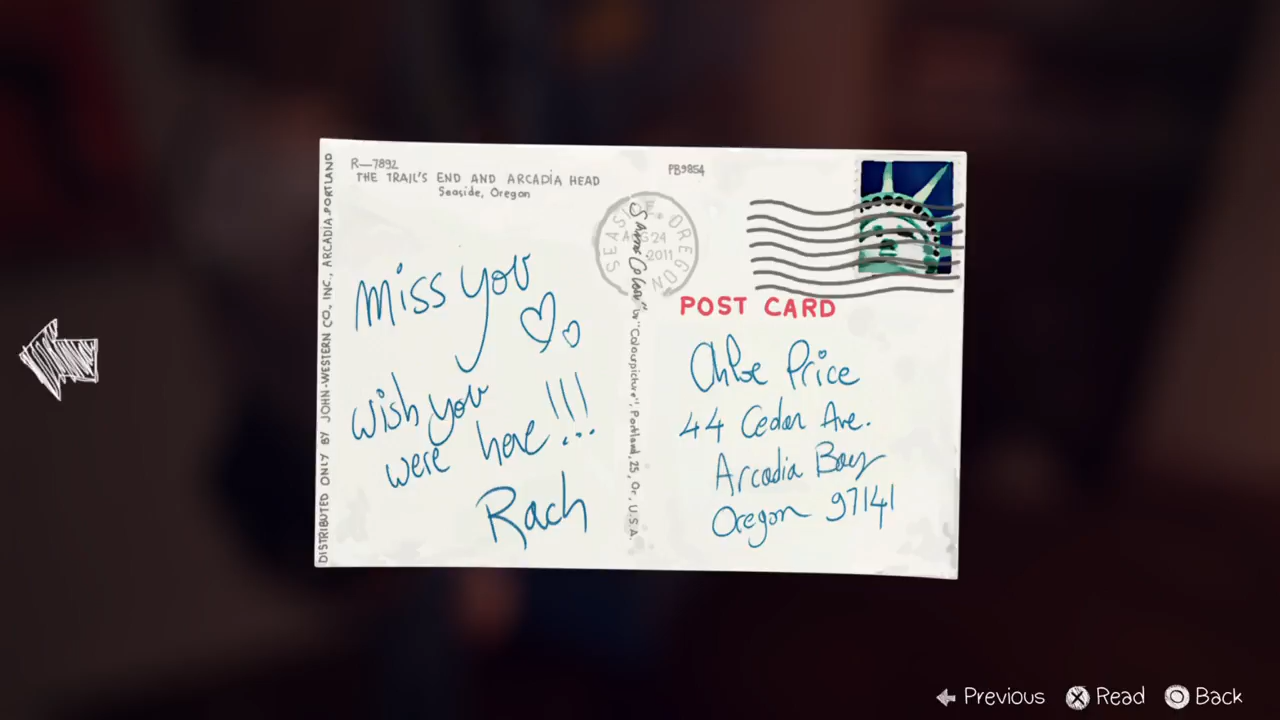 R—7892
THE TRAIL'S END AND ARCADIA HEAD
Seaside, Oregon
PB9854
DISTRIBUTED ONLY BY JOHN-WESTERN CO., INC., ARCADIA-PORTLAND
SEASIDE OREGON
AUG 24
2011
by "Colourpicture", Portland, 25, Or, U.S.A.
Miss you
wish you
were here!!!
Rach
POST CARD
Chloe Price
44 Cedar Ave.
Arcadia Bay
Oregon 97141
Previous
Read
Back